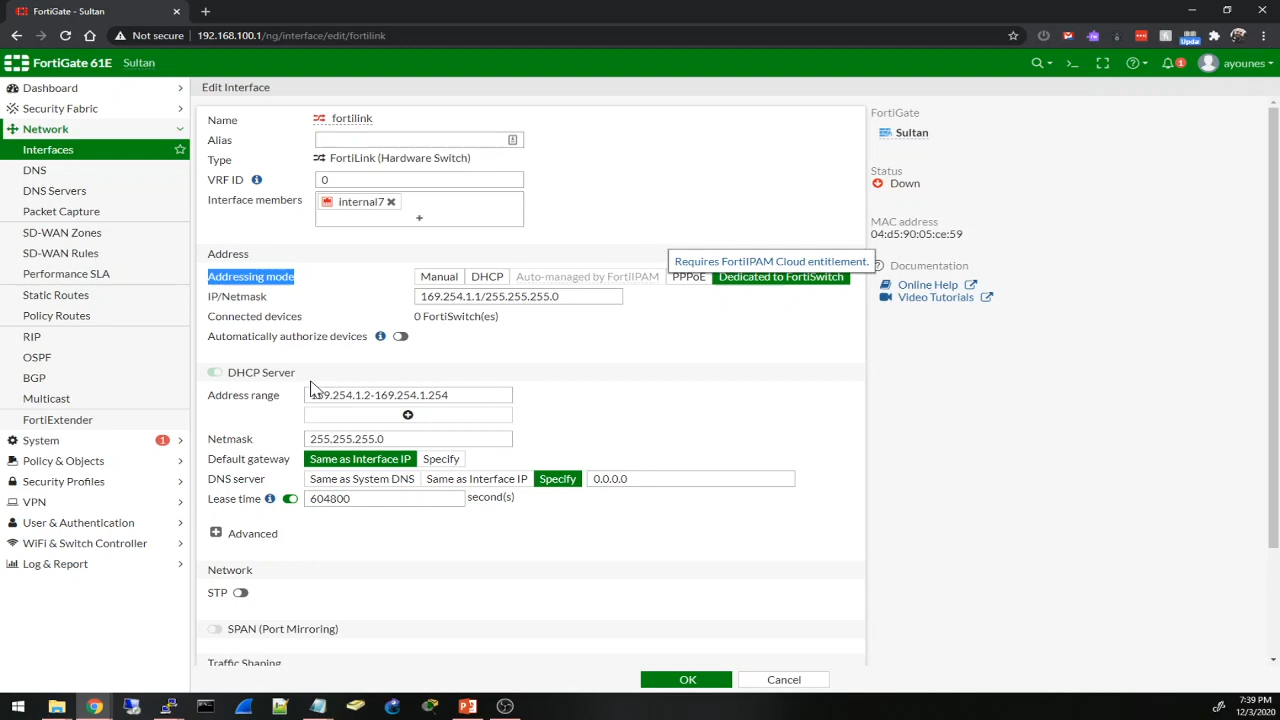 FortiGate - Sultan
Not secure 192.168.100.1/ng/interface/edit/fortilink
Upda
FortiGate 61E Sultan
1 ayounes
Dashboard
Security Fabric
Network
Interfaces
DNS
DNS Servers
Packet Capture
SD-WAN Zones
SD-WAN Rules
Performance SLA
Static Routes
Policy Routes
RIP
OSPF
BGP
Multicast
FortiExtender
System 1
Policy & Objects
Security Profiles
VPN
User & Authentication
WiFi & Switch Controller
Log & Report
Edit Interface
Name fortilink
Alias
Type FortiLink (Hardware Switch)
VRF ID 0
Interface members internal7
Address
Requires FortiIPAM Cloud entitlement.
Addressing mode Manual DHCP Auto-managed by FortiIPAM PPPoE Dedicated to FortiSwitch
IP/Netmask 169.254.1.1/255.255.255.0
Connected devices 0 FortiSwitch(es)
Automatically authorize devices
DHCP Server
Address range 169.254.1.2-169.254.1.254
Netmask 255.255.255.0
Default gateway Same as Interface IP Specify
DNS server Same as System DNS Same as Interface IP Specify 0.0.0.0
Lease time 604800 second(s)
Advanced
Network
STP
SPAN (Port Mirroring)
Traffic Shaping
OK Cancel
FortiGate
Sultan
Status
Down
MAC address
04:d5:90:05:ce:59
Documentation
Online Help
Video Tutorials
7:39 PM
12/3/2020